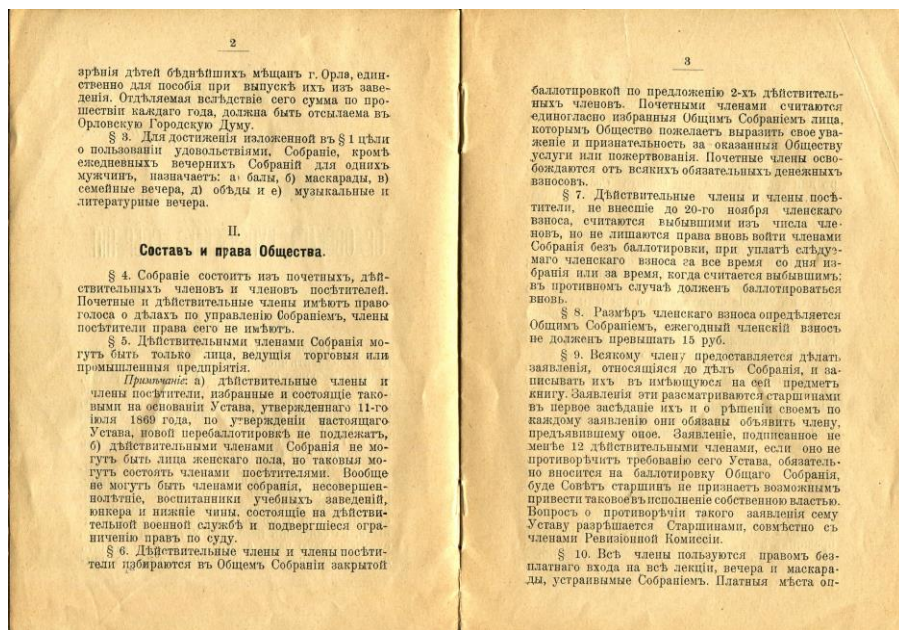 2
зрѣнія дѣтей бѣднѣйшихъ мѣщанъ г. Орла, един-
ственно для пособія при выпускѣ ихъ изъ заве-
денія. Отдѣляемая вслѣдствіе сего сумма по про-
шествіи каждаго года, должна быть отсылаема въ
Орловскую Городскую Думу.
§ 3. Для достиженія изложенной въ § 1 цѣли
о пользованіи удовольствіями, Собраніе, кромѣ
ежедневныхъ вечернихъ Собраній для однихъ
мужчинъ, назначаетъ: а) балы, б) маскарады, в)
семейные вечера, д) обѣды и е) музыкальные и
литературные вечера.
II.
Составъ и права Общества.
§ 4. Собраніе состоитъ изъ почетныхъ, дѣй-
ствительныхъ членовъ и членовъ посѣтителей.
Почетные и дѣйствительные члены имѣютъ право
голоса о дѣлахъ по управленію Собраніемъ, члены
посѣтители права сего не имѣютъ.
§ 5. Дѣйствительными членами Собранія мо-
гутъ быть только лица, ведущія торговыя или
промышленныя предпріятія.
Примѣчаніе: а) дѣйствительные члены и
члены посѣтители, избранные и состоящіе тако-
выми на основаніи Устава, утвержденнаго 11-го
іюля 1869 года, по утвержденіи настоящаго
Устава, новой перебаллотировкѣ не подлежатъ,
б) дѣйствительными членами Собранія не мо-
гутъ быть лица женскаго пола, но таковыя мо-
гутъ состоять членами посѣтителями. Вообще
не могутъ быть членами собранія, несовершен-
нолѣтніе, воспитанники учебныхъ заведеній,
юнкера и нижніе чины, состоящіе на дѣйстви-
тельной военной службѣ и подвергшіеся огра-
ниченію правъ по суду.
§ 6. Дѣйствительные члены и члены посѣти-
тели избираются въ Общемъ Собраніи закрытой
3
баллотировкой по предложенію 2-хъ дѣйствитель-
ныхъ членовъ. Почетными членами считаются
единогласно избранныя Общимъ Собраніемъ лица,
которымъ Общество пожелаетъ выразить свое ува-
женіе и признательность за оказанныя Обществу
услуги или пожертвованія. Почетные члены осво-
бождаются отъ всякихъ обязательныхъ денежныхъ
взносовъ.
§ 7. Дѣйствительные члены и члены посѣ-
тители, не внесшіе до 20-го ноября членскаго
взноса, считаются выбывшими изъ числа чле-
новъ, но не лишаются права вновь войти членами
Собранія безъ баллотировки, при уплатѣ слѣдуе-
маго членскаго взноса за все время со дня из-
бранія или за время, когда считается выбывшимъ;
въ противномъ случаѣ долженъ баллотироваться
вновь.
§ 8. Размѣръ членскаго взноса опредѣляется
Общимъ Собраніемъ, ежегодный членскій взносъ
не долженъ превышать 15 руб.
§ 9. Всякому члену предоставляется дѣлать
заявленія, относящіяся до дѣлъ Собранія, и за-
писывать ихъ въ имѣющуюся на сей предметъ
книгу. Заявленія эти разсматриваются старшинами
въ первое засѣданіе ихъ и о рѣшеніи своемъ по
каждому заявленію они обязаны объявить члену,
предъявившему оное. Заявленіе, подписанное не
менѣе 12 дѣйствительными членами, если оно не
противорѣчитъ требованію сего Устава, обязатель-
но вносится на баллотировку Общаго Собранія,
буде Совѣтъ старшинъ не признаетъ возможнымъ
привести таковое въ исполненіе собственною властью.
Вопросъ о противорѣчіи такого заявленія сему
Уставу разрѣшается Старшинами, совмѣстно съ
членами Ревизіонной Комиссіи.
§ 10. Всѣ члены пользуются правомъ без-
платнаго входа на всѣ лекціи, вечера и маскара-
ды, устраивымые Собраніемъ. Платныя мѣста оп-